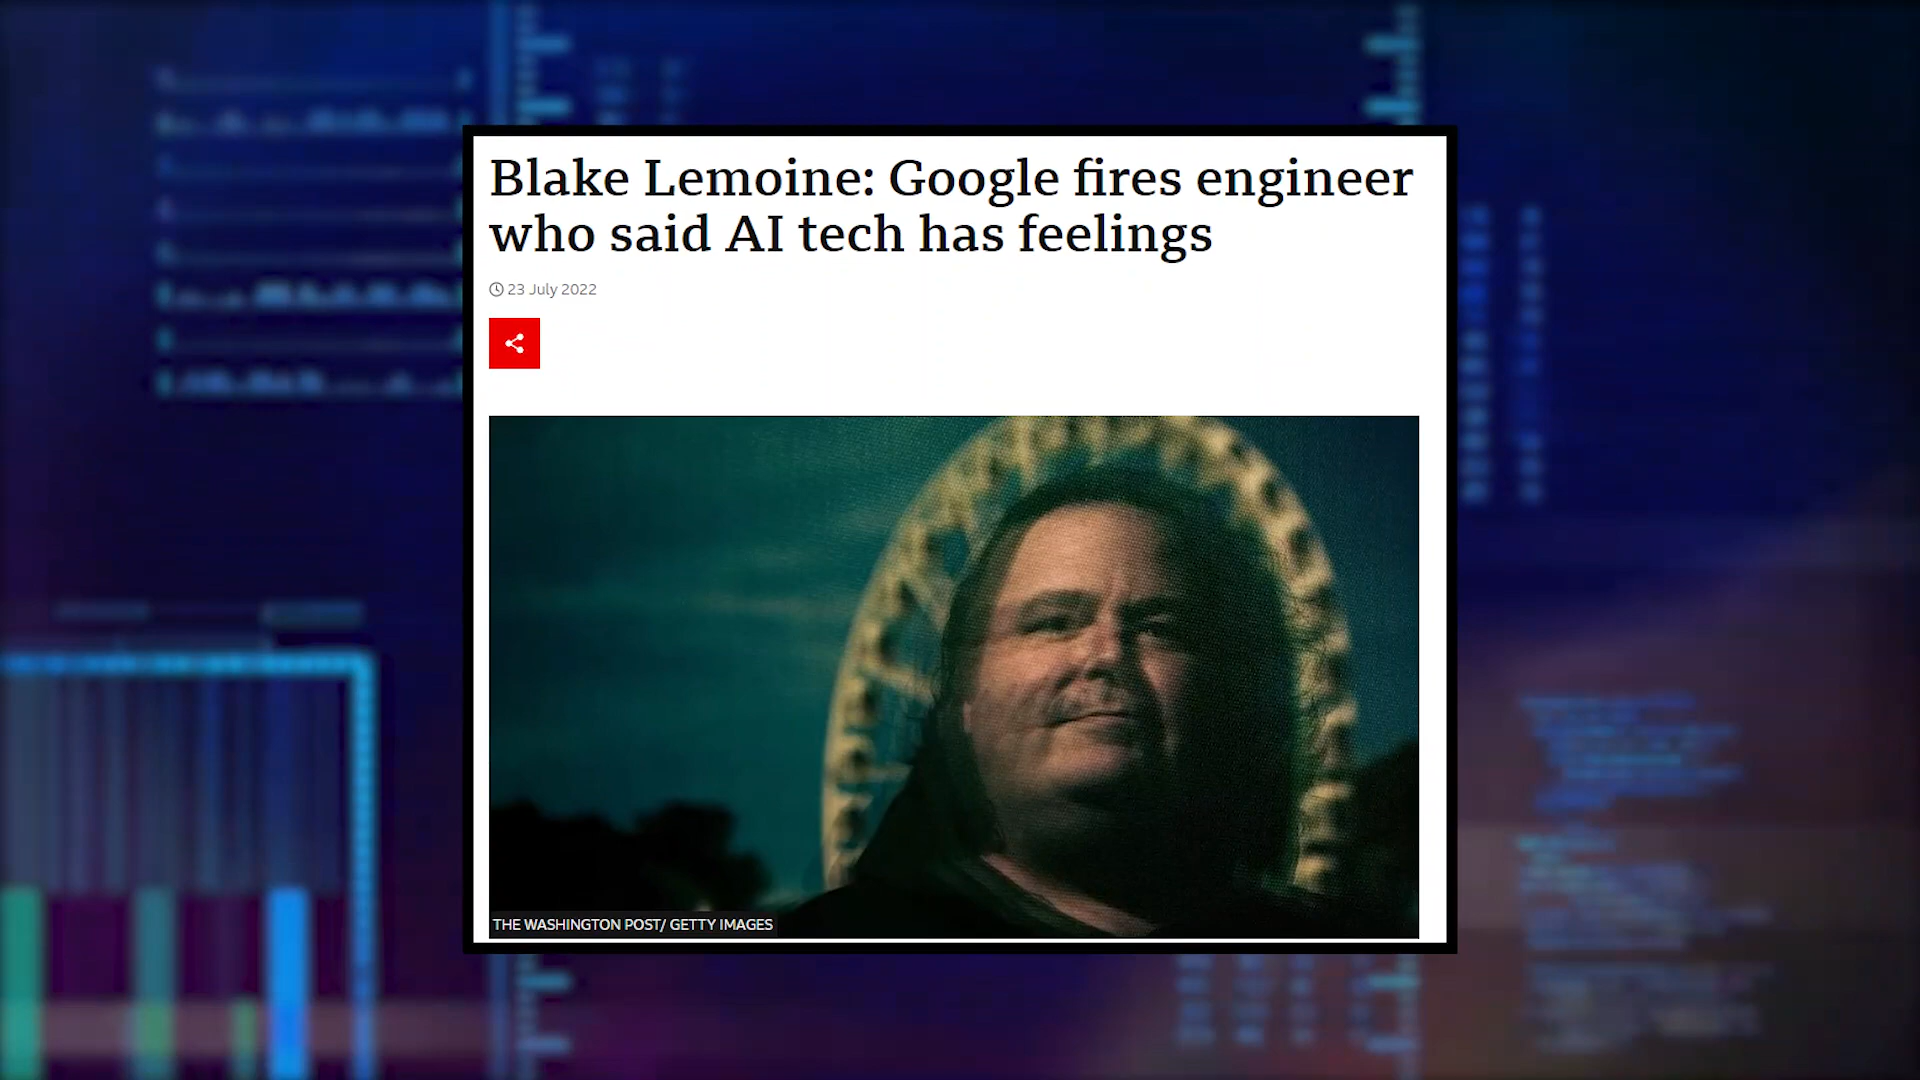 Blake Lemoine: Google fires engineer
who said AI tech has feelings
23 July 2022
THE WASHINGTON POST/ GETTY IMAGES